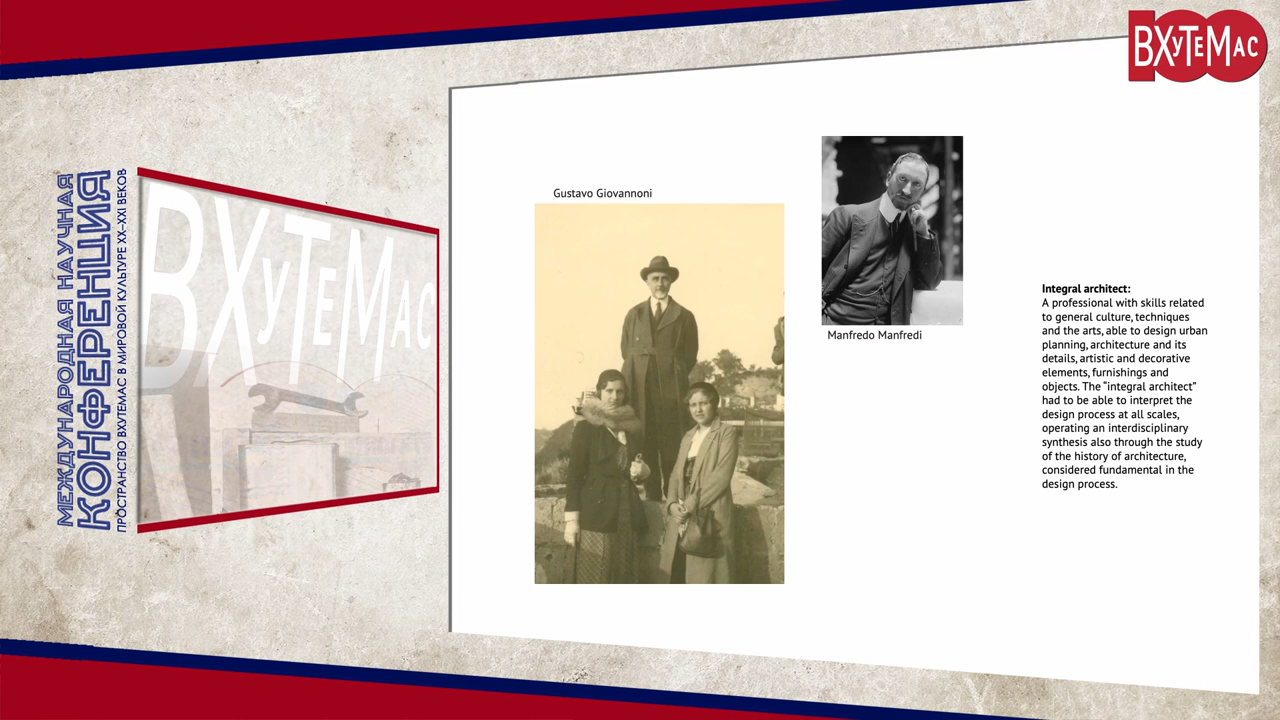 МЕЖДУНАРОДНАЯ НАУЧНАЯ
КОНФЕРЕНЦИЯ
ПРОСТРАНСТВО ВХУТЕМАС В МИРОВОЙ КУЛЬТУРЕ XX–XXI ВЕКОВ
ВХуТЕМАС
ВХуТЕМАС
100
Gustavo Giovannoni
Manfredo Manfredi
Integral architect:
A professional with skills related
to general culture, techniques
and the arts, able to design urban
planning, architecture and its
details, artistic and decorative
elements, furnishings and
objects. The “integral architect”
had to be able to interpret the
design process at all scales,
operating an interdisciplinary
synthesis also through the study
of the history of architecture,
considered fundamental in the
design process.